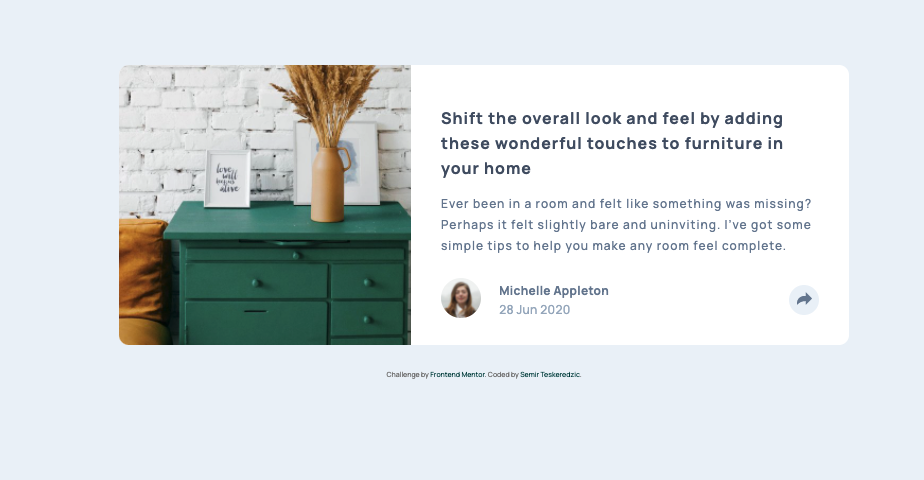 love
will
alive
Shift the overall look and feel by adding
these wonderful touches to furniture in
your home
Ever been in a room and felt like something was missing?
Perhaps it felt slightly bare and uninviting. I've got some
simple tips to help you make any room feel complete.
Michelle Appleton
28 Jun 2020
Challenge by Frontend Mentor. Coded by Semir Teskeredzic.